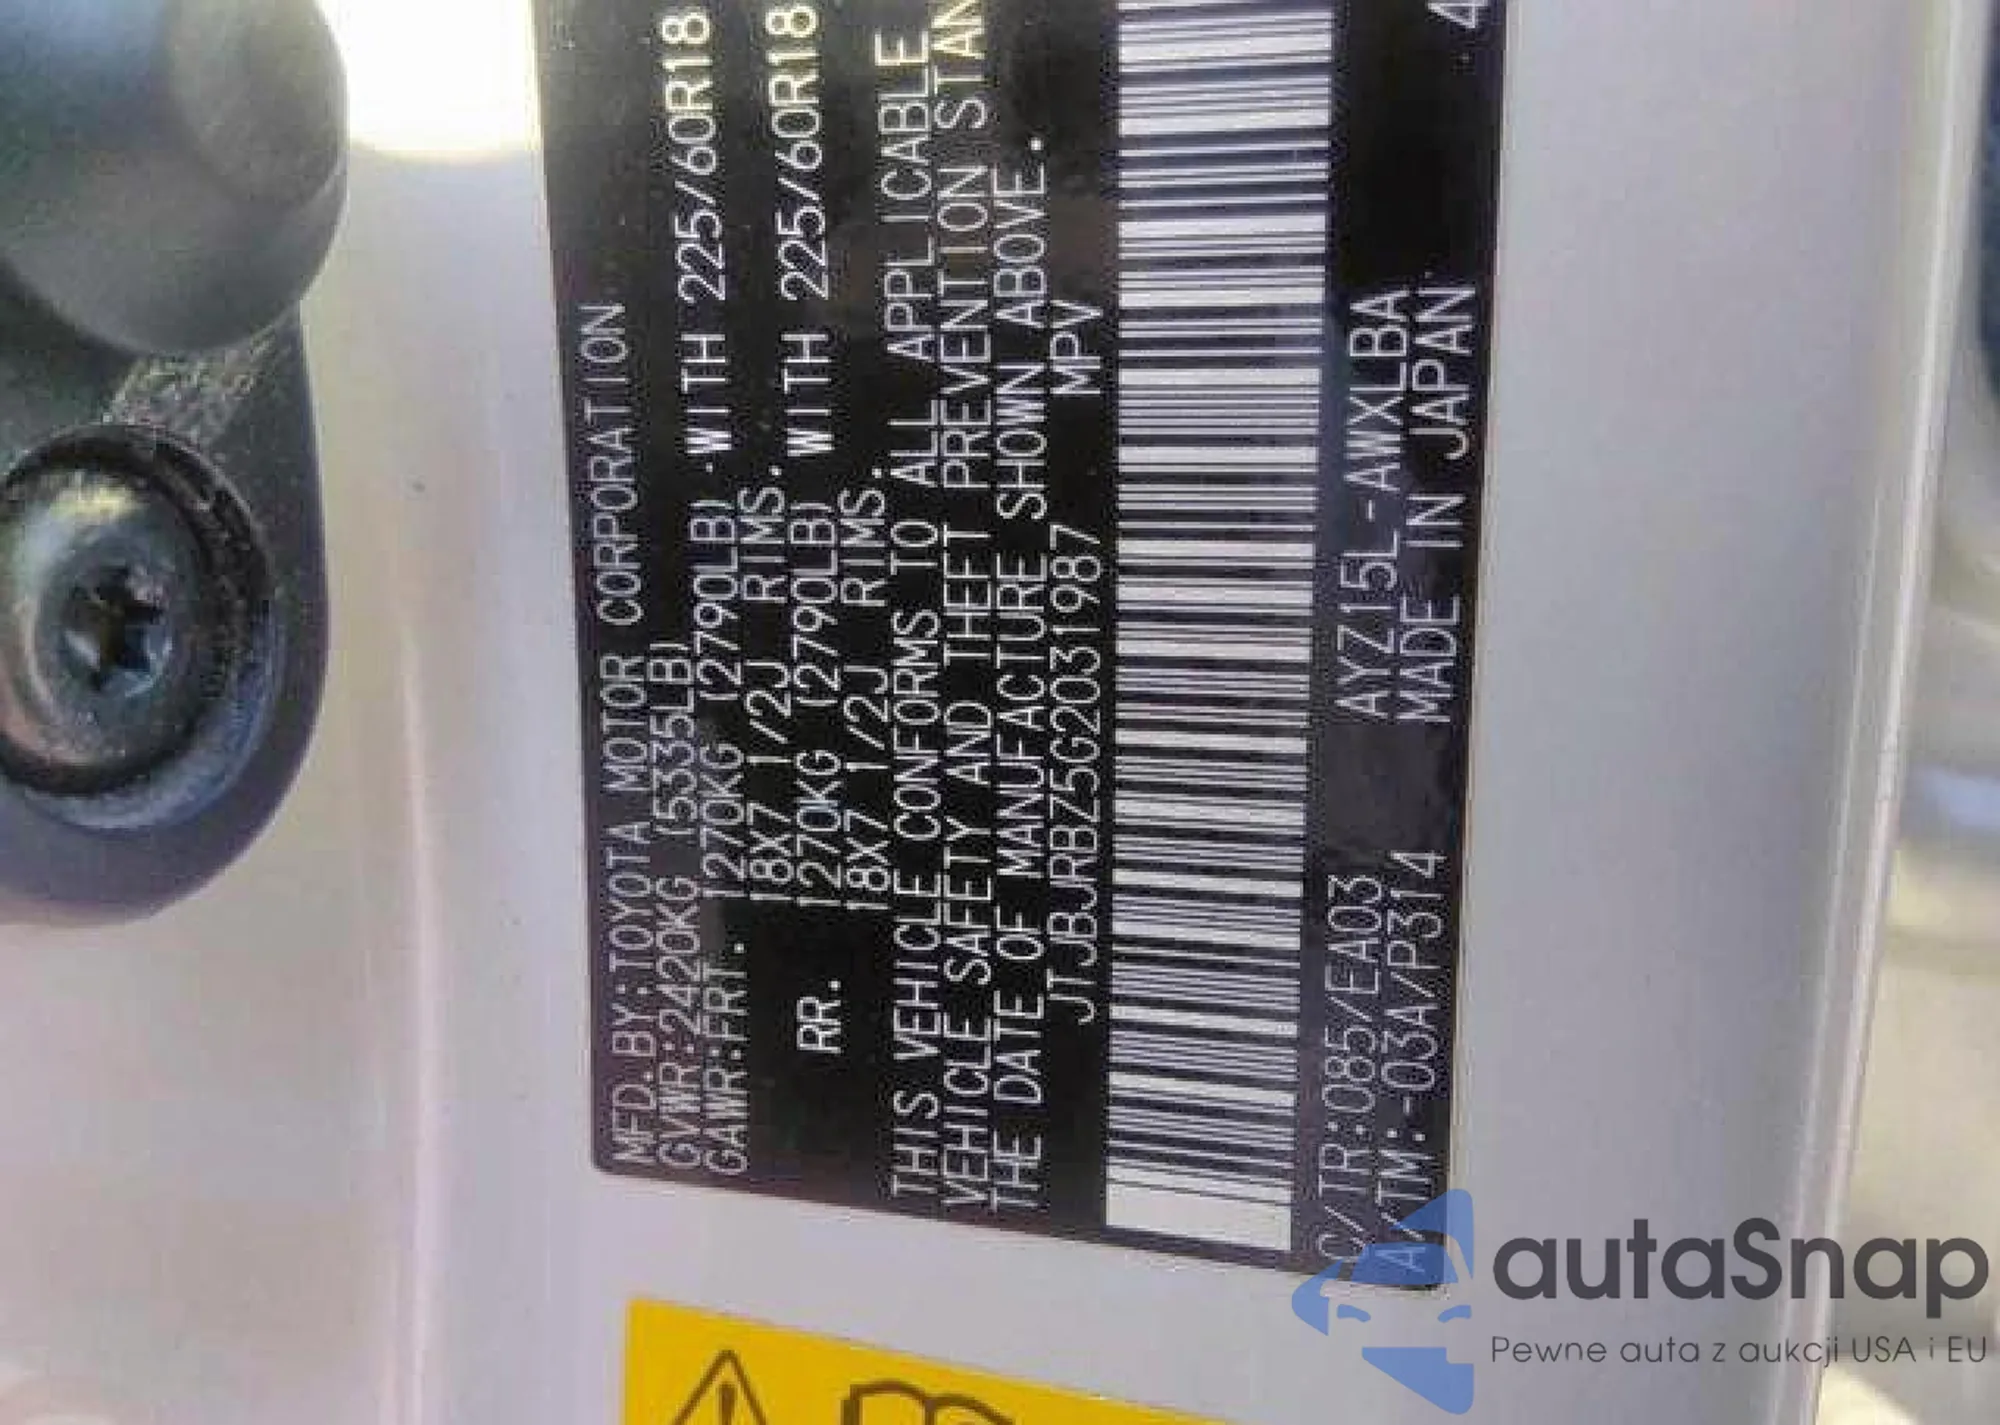 MFD.BY:TOYOTA MOTOR CORPORATION
GVWR:2420KG (5335LB)
GAWR:FRT. 1270KG (2790LB) WITH 225/60R18
18X7 1/2J RIMS.
RR. 1270KG (2790LB) WITH 225/60R18
18X7 1/2J RIMS.
THIS VEHICLE CONFORMS TO ALL APPLICABLE
VEHICLE SAFETY AND THEFT PREVENTION STAN
THE DATE OF MANUFACTURE SHOWN ABOVE.
JTJBJRBZ5G2031987 MPV
C/TR:085/EA03 AYZ15L-AWXLBA
A/TM:-03A/P314 MADE IN JAPAN 4
autaSnap
Pewne auta z aukcji USA i EU